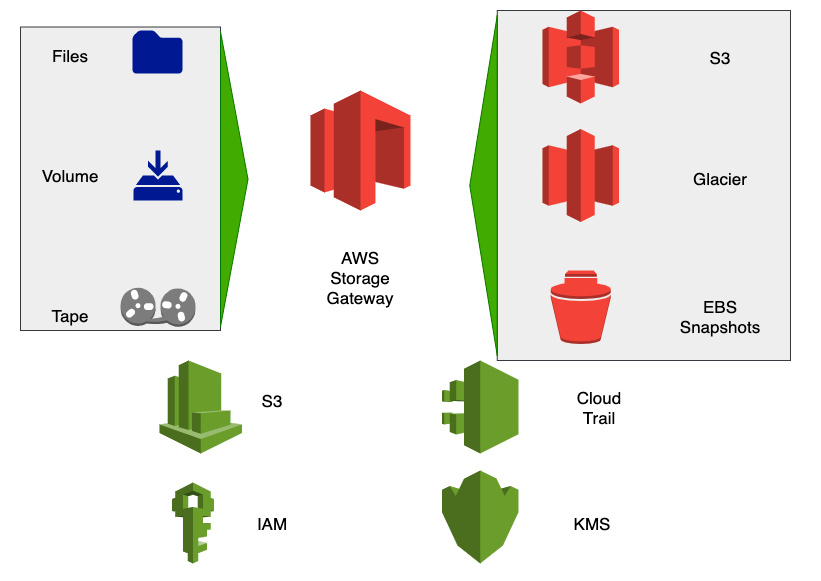 Files
Volume
Tape
AWS
Storage
Gateway
S3
Glacier
EBS
Snapshots
S3
Cloud
Trail
IAM
KMS